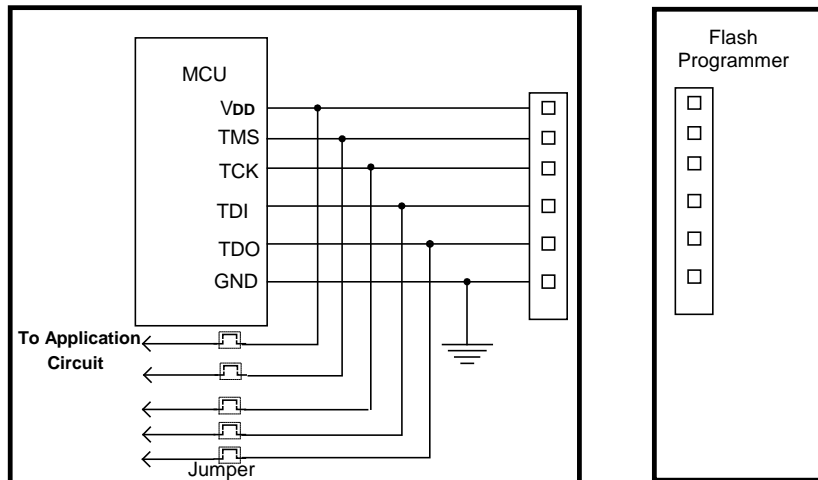 MCU
VDD
TMS
TCK
TDI
TDO
GND
To Application
Circuit
Jumper
Flash
Programmer